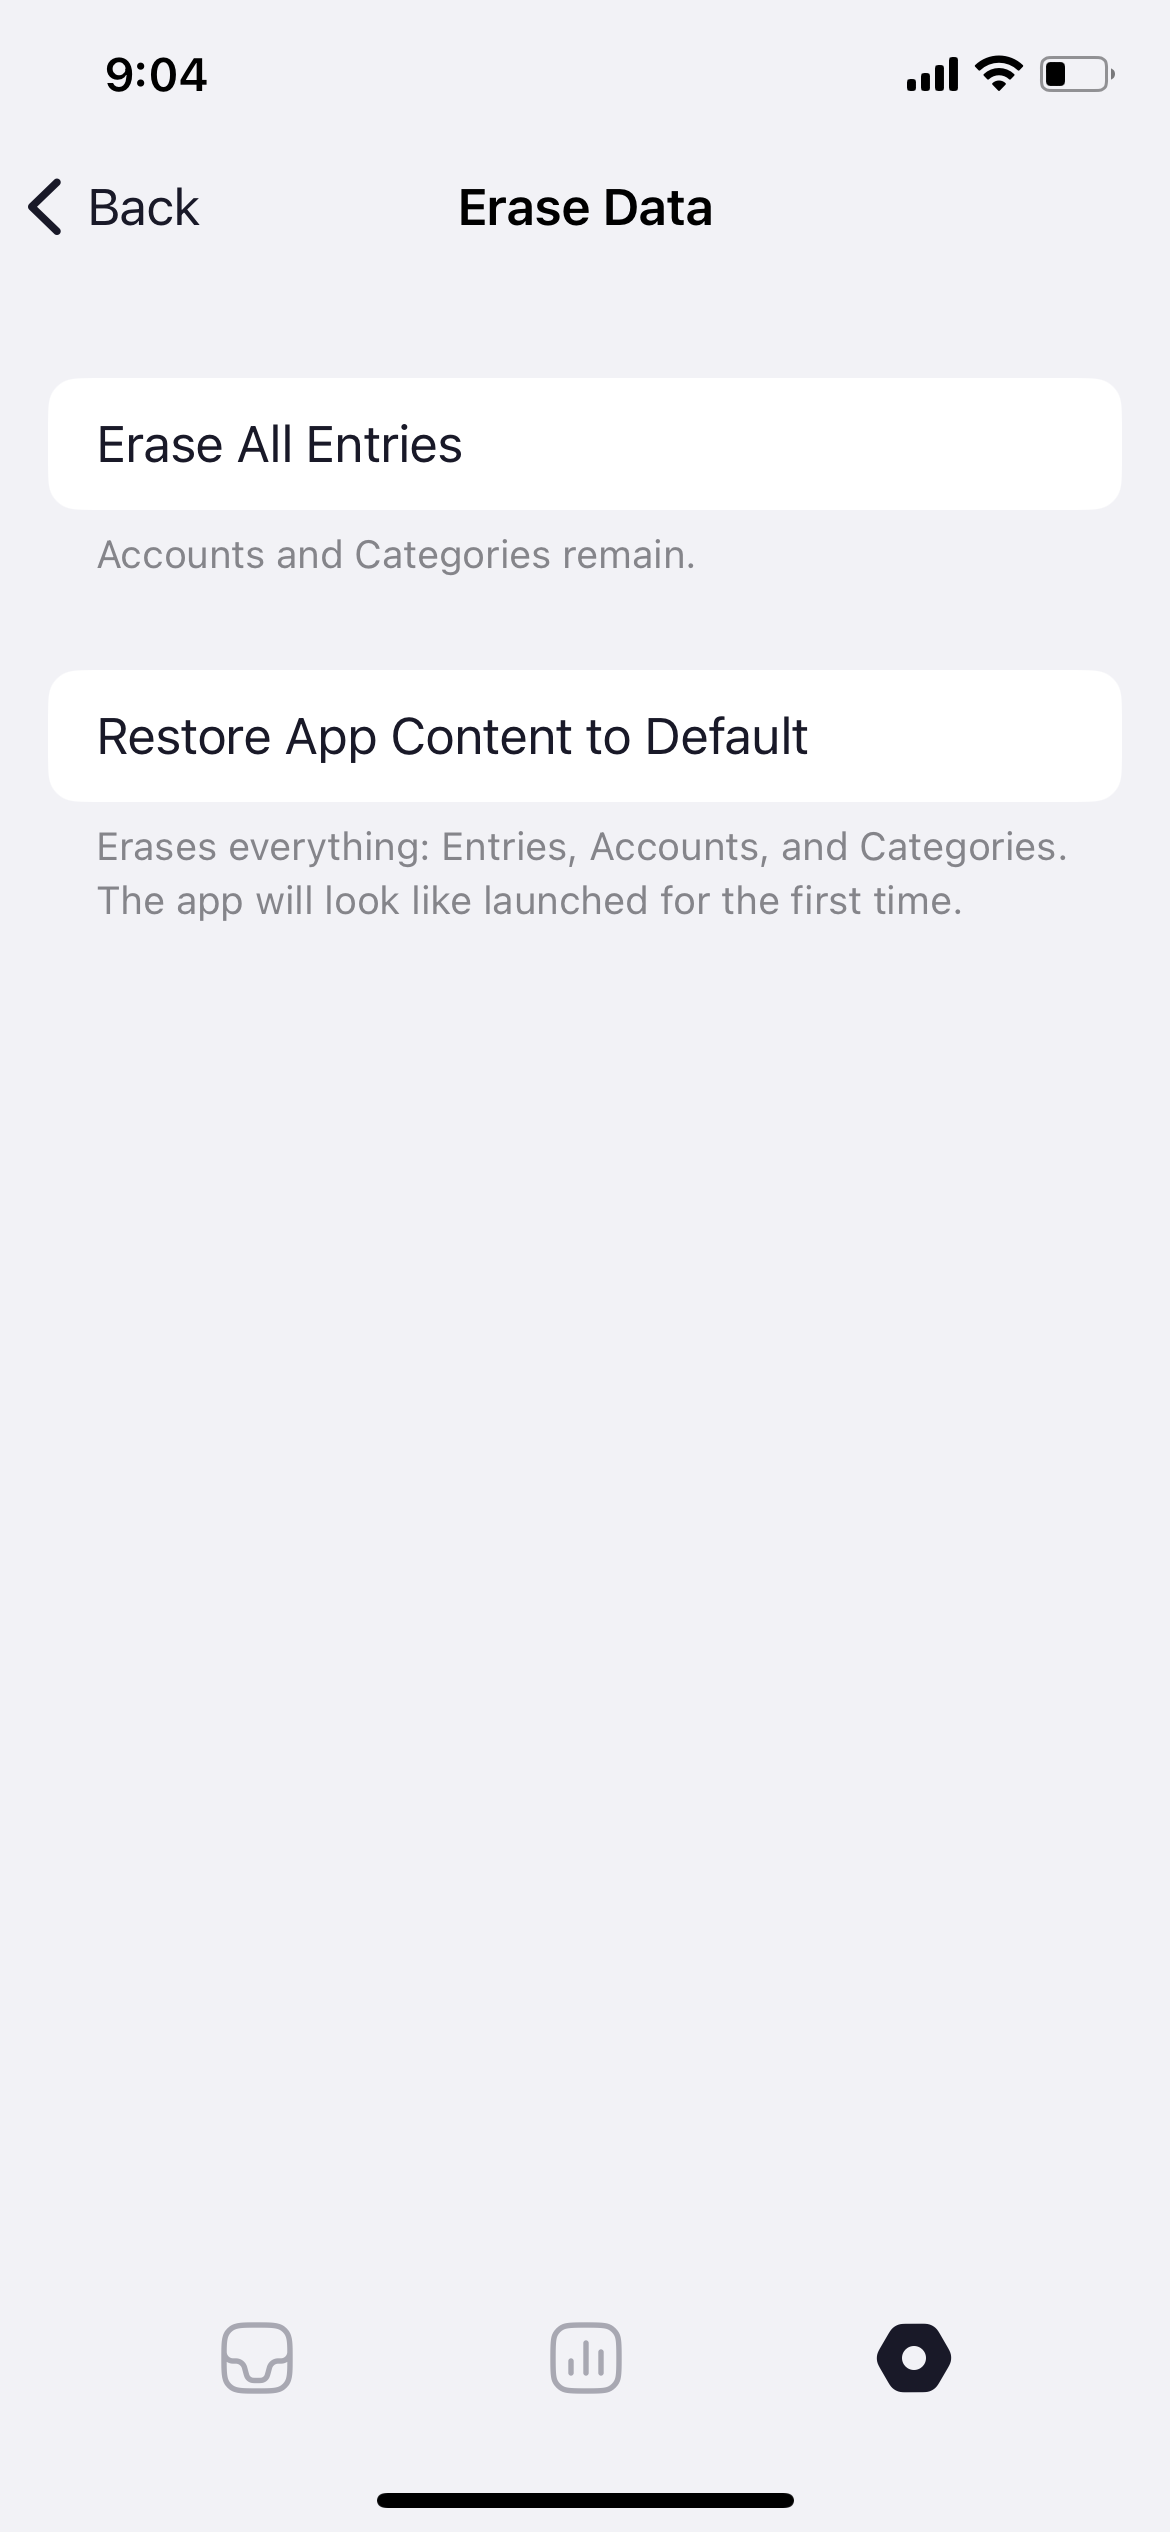 9:04
Back
Erase Data
Erase All Entries
Accounts and Categories remain.
Restore App Content to Default
Erases everything: Entries, Accounts, and Categories.
The app will look like launched for the first time.